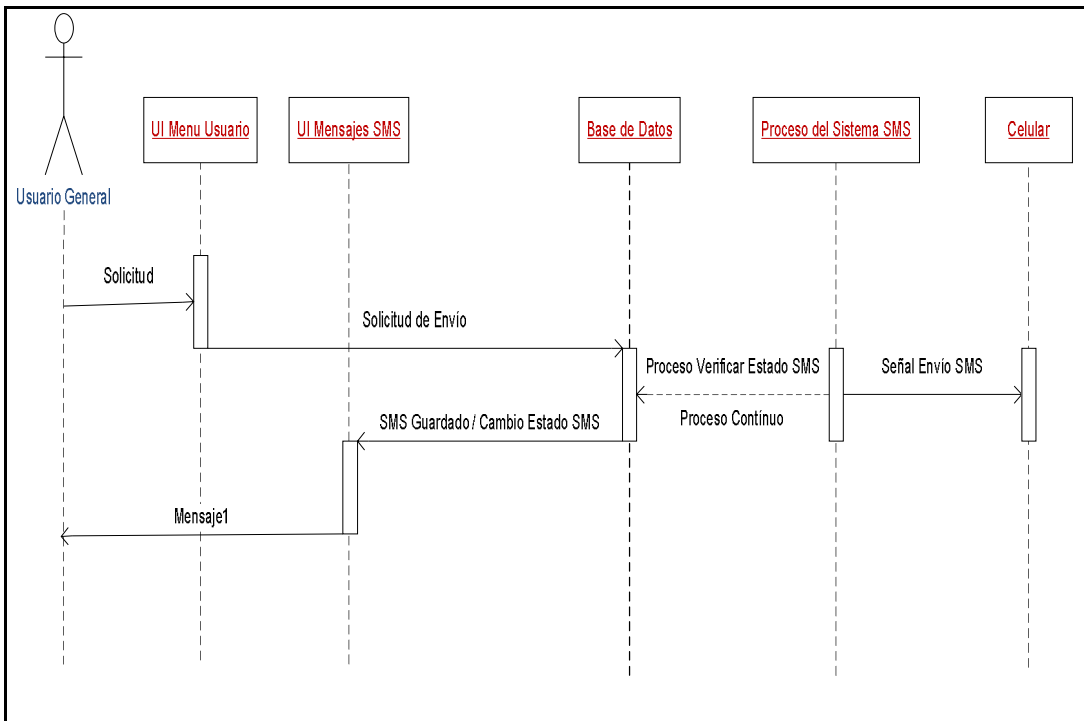 UI Menu Usuario
UI Mensajes SMS
Base de Datos
Proceso del Sistema SMS
Celular
Usuario General
Solicitud
Solicitud de Envío
Proceso Verificar Estado SMS
Señal Envío SMS
SMS Guardado / Cambio Estado SMS
Proceso Contínuo
Mensaje1